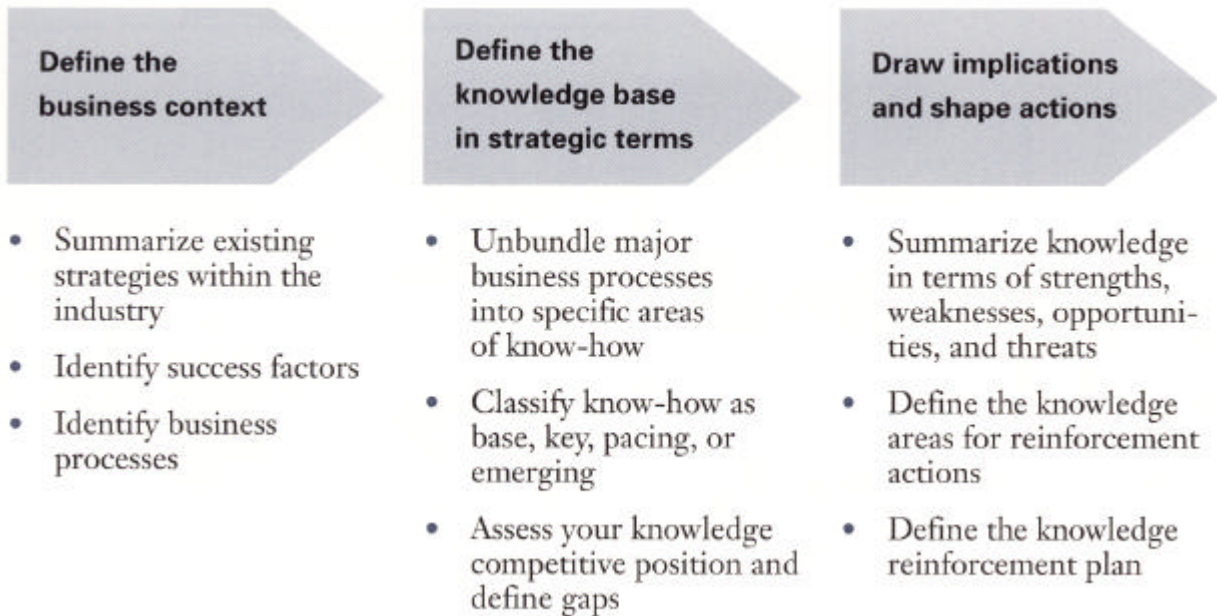 Define the
business context
• Summarize existing
strategies within the
industry
• Identify success factors
• Identify business
processes
Define the
knowledge base
in strategic terms
• Unbundle major
business processes
into specific areas
of know-how
• Classify know-how as
base, key, pacing, or
emerging
• Assess your knowledge
competitive position and
define gaps
Draw implications
and shape actions
• Summarize knowledge
in terms of strengths,
weaknesses, opportuni-
ties, and threats
• Define the knowledge
areas for reinforcement
actions
• Define the knowledge
reinforcement plan